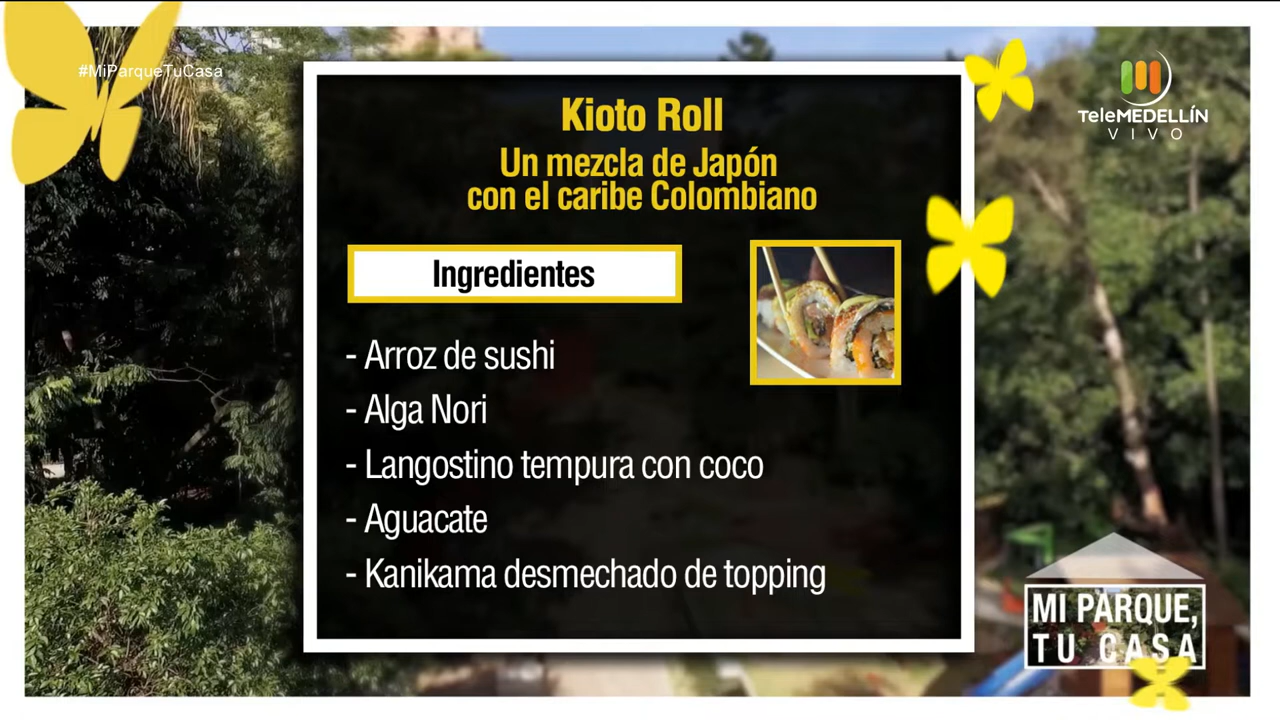 #MiParqueTuCasa
TeleMEDELLÍN
VIVO
Kioto Roll
Un mezcla de Japón
con el caribe Colombiano
Ingredientes
- Arroz de sushi
- Alga Nori
- Langostino tempura con coco
- Aguacate
- Kanikama desmechado de topping
MI PARQUE,
TU CASA